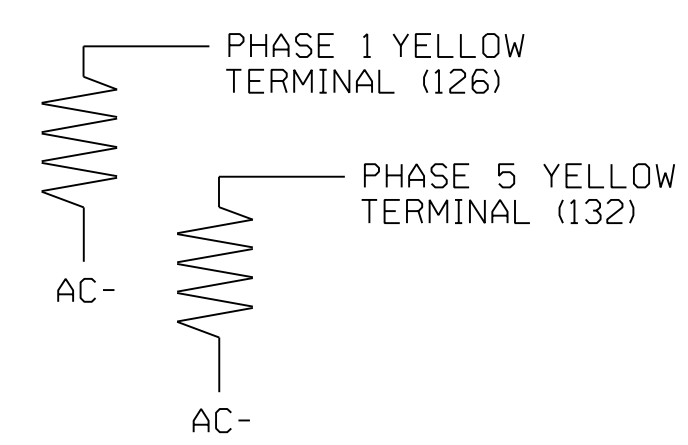 PHASE 1 YELLOW
TERMINAL (126)
PHASE 5 YELLOW
TERMINAL (132)
AC-
AC-